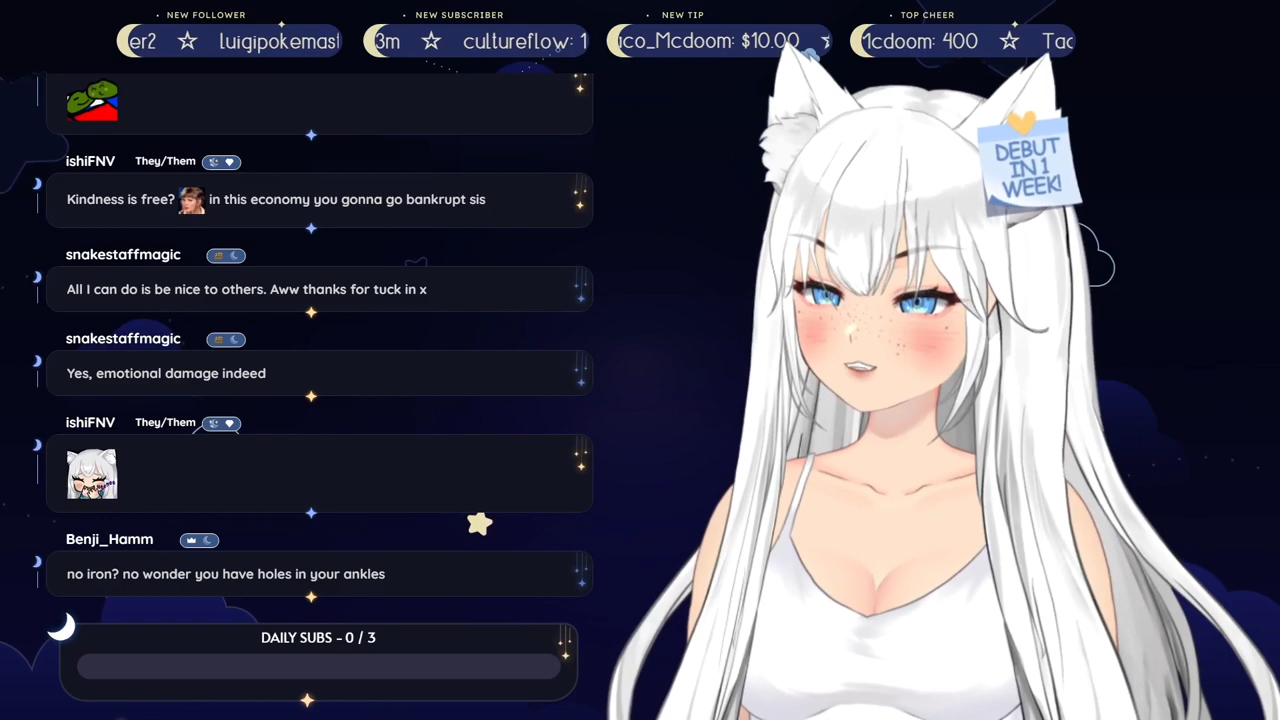 NEW FOLLOWER
er2 ☆ luigipokemast
NEW SUBSCRIBER
3m ☆ cultureflow: 1
NEW TIP
ico_Mcdoom: $10.00
TOP CHEER
1cdoom: 400 ☆ Tac
DEBUT
IN 1
WEEK!
ishiFNV They/Them
Kindness is free? in this economy you gonna go bankrupt sis
snakestaffmagic
All I can do is be nice to others. Aww thanks for tuck in x
snakestaffmagic
Yes, emotional damage indeed
ishiFNV They/Them
Benji_Hamm
no iron? no wonder you have holes in your ankles
DAILY SUBS - 0 / 3